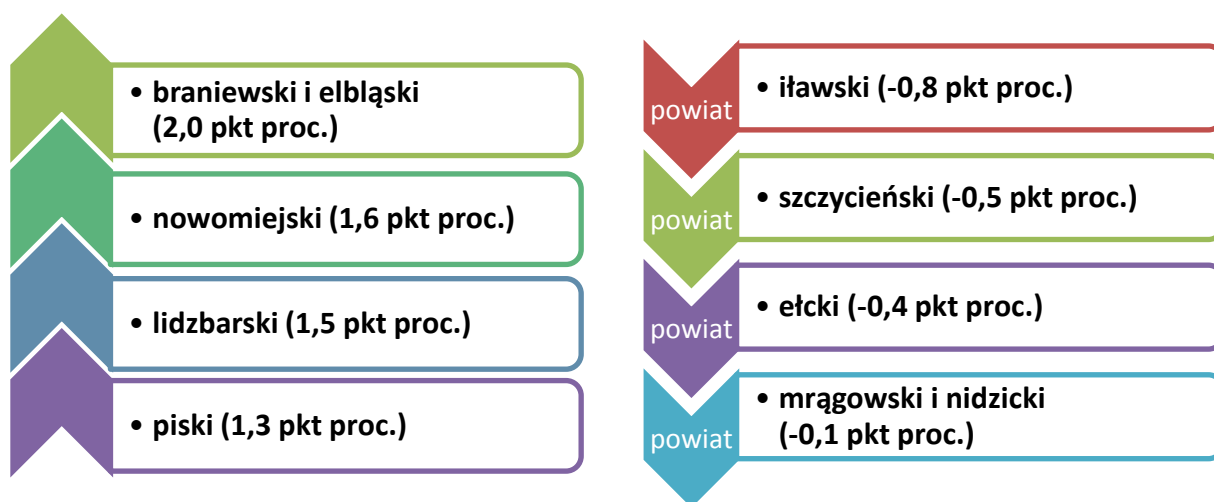 • braniewski i elbląski
(2,0 pkt proc.)
• nowomiejski (1,6 pkt proc.)
• lidzbarski (1,5 pkt proc.)
• piski (1,3 pkt proc.)
powiat
• iławski (-0,8 pkt proc.)
powiat
• szczycieński (-0,5 pkt proc.)
powiat
• ełcki (-0,4 pkt proc.)
powiat
• mrągowski i nidzicki
(-0,1 pkt proc.)